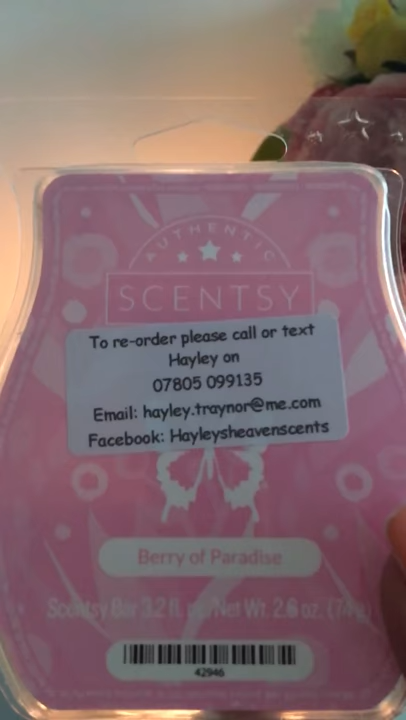 AUTHENTIC
SCENTSY
To re-order please call or text
Hayley on
07805 099135
Email: hayley.traynor@me.com
Facebook: Hayleysheavenscents
Berry of Paradise
Scentsy Bar 3.2 fl. oz./Net Wt. 2.6 oz. (74 g)
42946